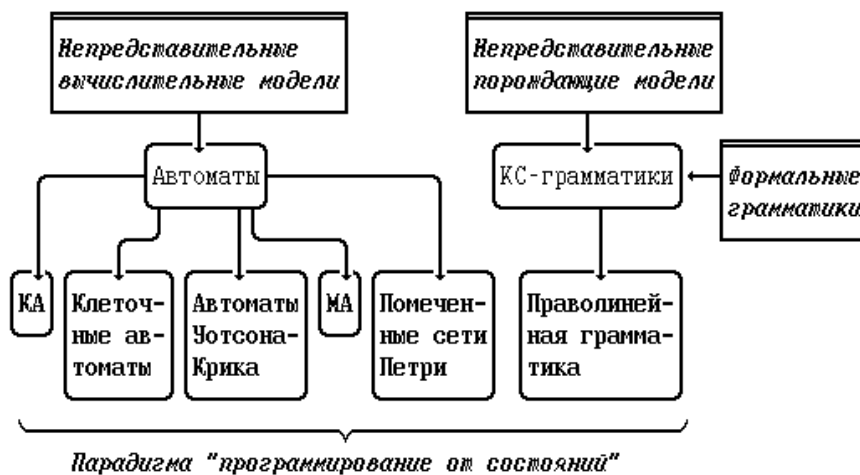 Непредставительные
вычислительные модели
Непредставительные
порождающие модели
Автоматы
КС-грамматики
Формальные
грамматики
КА
Клеточ-
ные ав-
томаты
Автоматы
Уотсона-
Крика
МА
Помечен-
ные сети
Петри
Праволиней-
ная грамма-
тика
Парадигма "программирование от состояний"